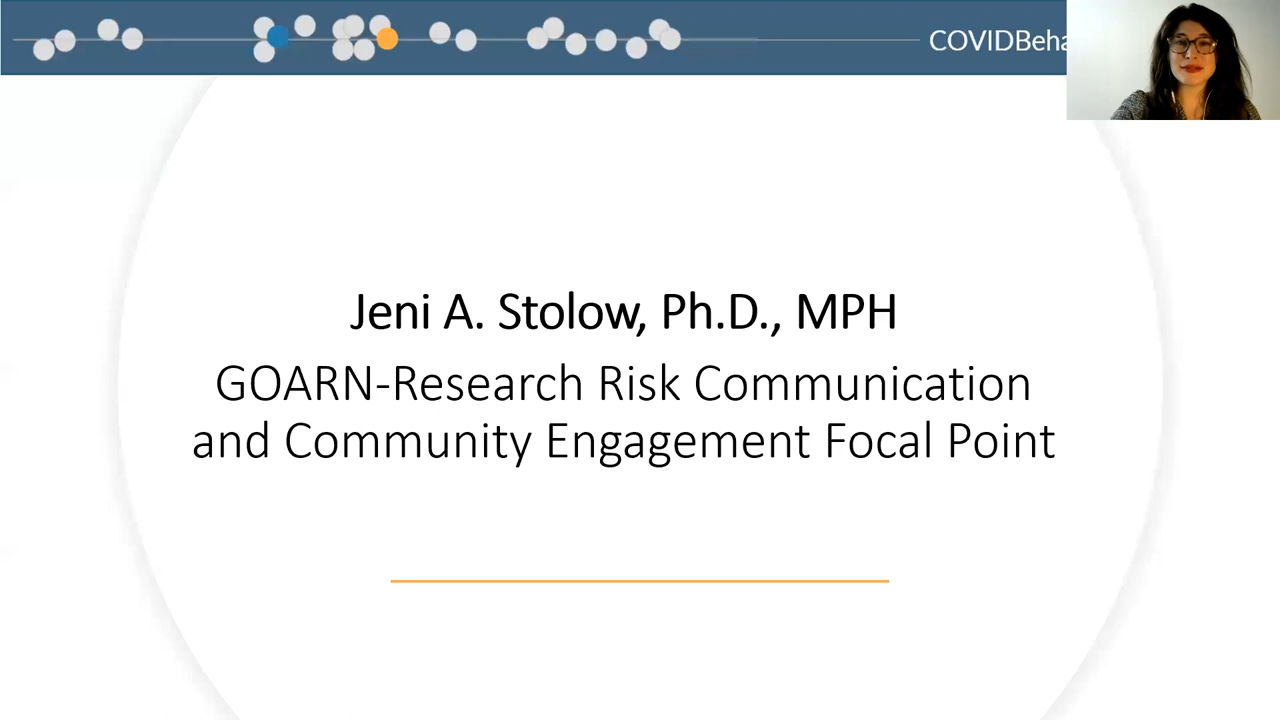 COVIDBeha
Jeni A. Stolow, Ph.D., MPH
GOARN-Research Risk Communication
and Community Engagement Focal Point